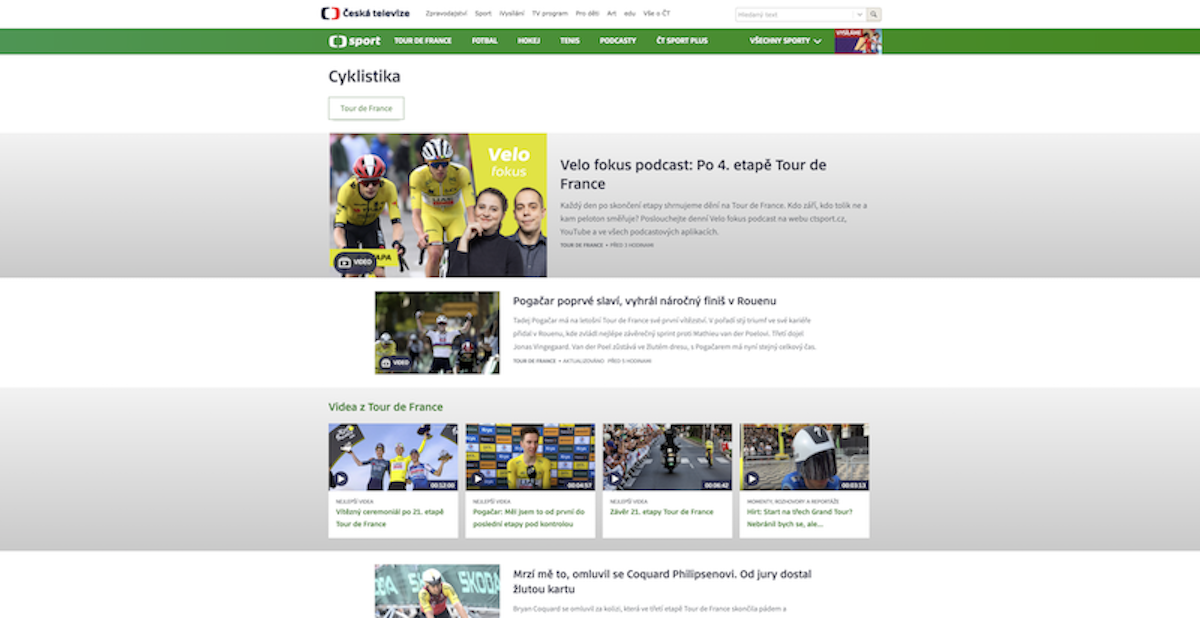 Česká televize
Zpravodajství Sport iVysílání TV program Pro děti Art edu Vše o ČT
Hledaný text
sport TOUR DE FRANCE FOTBAL HOKEJ TENIS PODCASTY ČT SPORT PLUS VŠECHNY SPORTY
VYSÍLÁME
Cyklistika
Tour de France
Velo
fokus
APA
VIDEO
Velo fokus podcast: Po 4. etapě Tour de
France
Každý den po skončení etapy shrnujeme dění na Tour de France. Kdo září, kdo tolik ne a
kam peloton směřuje? Poslouchejte denní Velo fokus podcast na webu ctsport.cz,
YouTube a ve všech podcastových aplikacích.
TOUR DE FRANCE • PŘED 3 HODINAMI
VIDEO
Pogačar poprvé slaví, vyhrál náročný finiš v Rouenu
Tadej Pogačar má na letošní Tour de France své první vítězství. V pořadí stý triumf ve své kariéře
přidal v Rouenu, kde zvládl nejlépe závěrečný sprint proti Mathieu van der Poelovi. Třetí dojel
Jonas Vingegaard. Van der Poel zůstává ve žlutém dresu, s Pogačarem má nyní stejný celkový čas.
TOUR DE FRANCE • AKTUALIZOVÁNO PŘED 5 HODINAMI
Videa z Tour de France
00:12:00
NEJLEPŠÍ VIDEA
Vítězný ceremoniál po 21. etapě
Tour de France
00:04:57
NEJLEPŠÍ VIDEA
Pogačar: Měl jsem to od první do
poslední etapy pod kontrolou
00:06:42
NEJLEPŠÍ VIDEA
Závěr 21. etapy Tour de France
00:03:13
MOMENTY, ROZHOVORY A REPORTÁŽE
Hirt: Start na třech Grand Tour?
Nebránil bych se, ale...
ŠKODA
Mrzí mě to, omluvil se Coquard Philipsenovi. Od jury dostal
žlutou kartu
Bryan Coquard se omluvil za kolizi, která ve třetí etapě Tour de France skončila pádem a